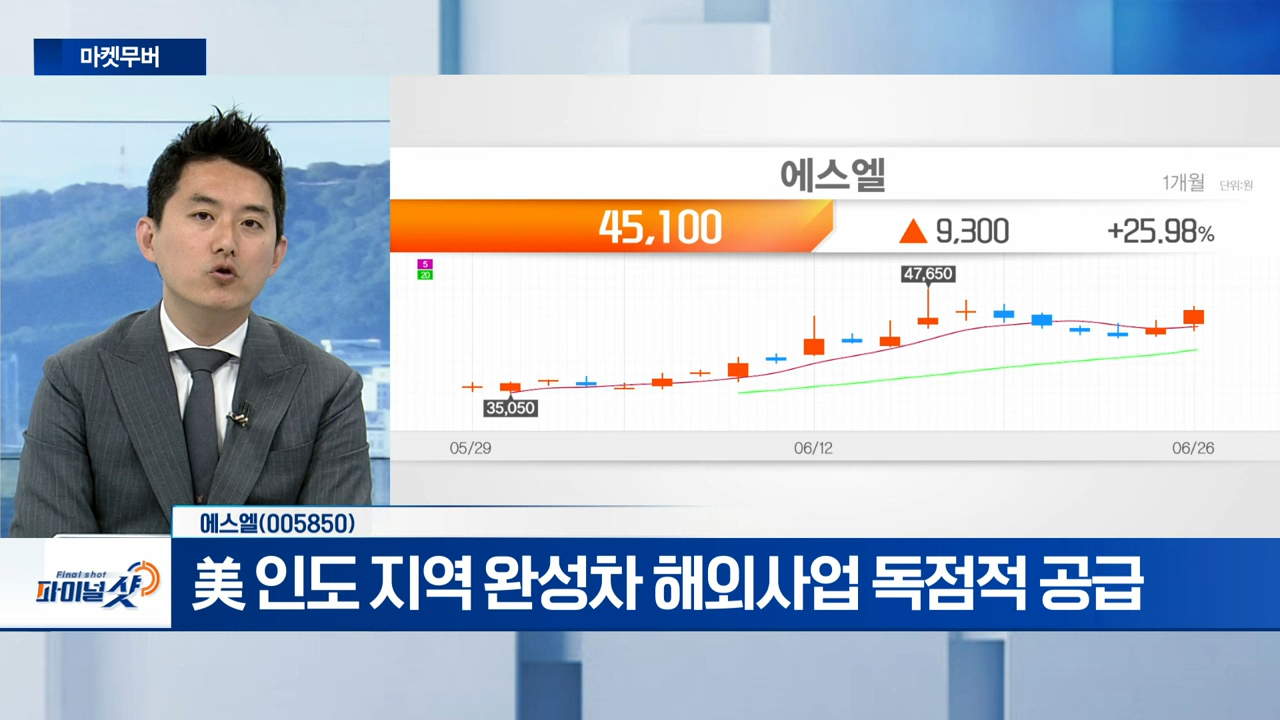 마켓무버
에스엘
1개월 단위:원
45,100 ▲ 9,300 +25.98%
5
20
47,650
35,050
05/29 06/12 06/26
에스엘(005850)
Final shot
파이널샷
美 인도 지역 완성차 해외사업 독점적 공급